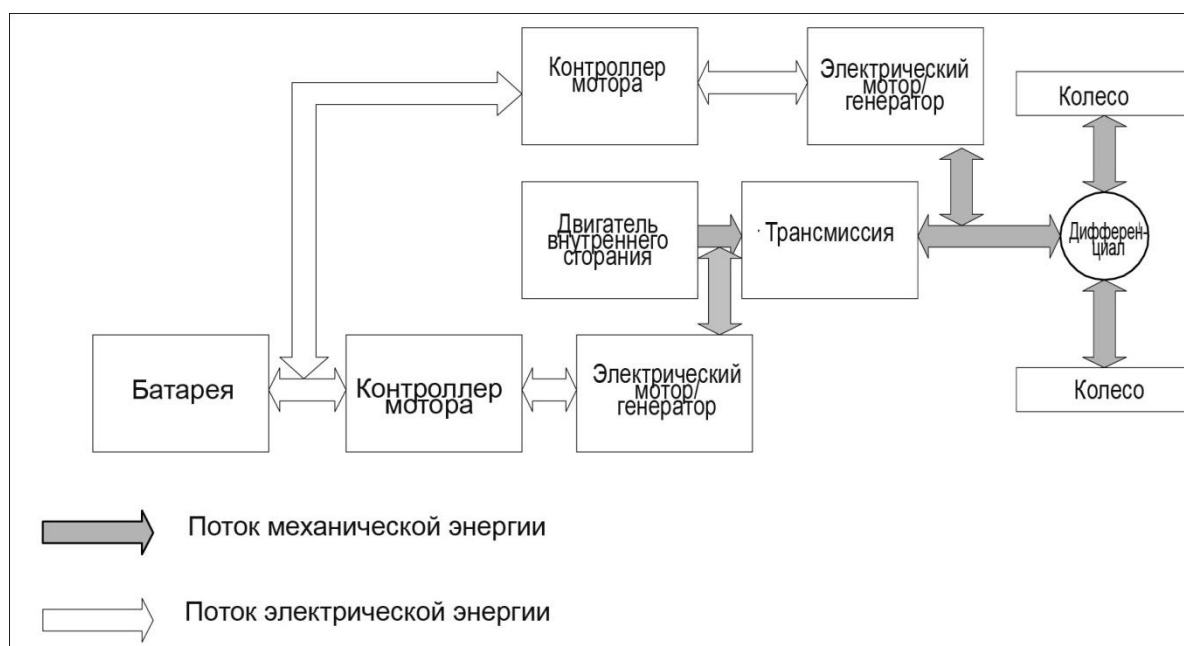 Контроллер
мотора
Электрический
мотор/
генератор
Колесо
Двигатель
внутреннего
сторания
Трансмиссия
Дифферен-
циал
Батарея
Контроллер
мотора
Электрический
мотор/
генератор
Колесо
Поток механической энергии
Поток электрической энергии